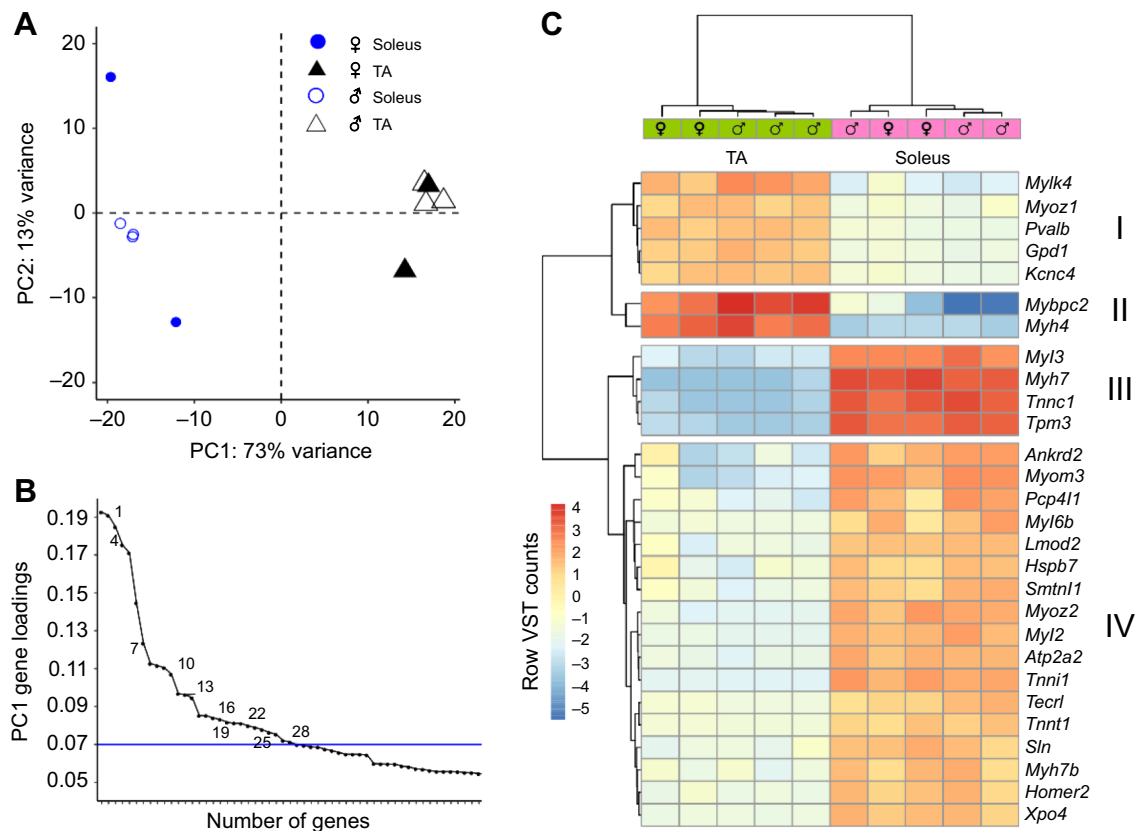 A
20
10
0
–10
–20
PC2: 13% variance
–20
–10
0
10
20
PC1: 73% variance
♀ Soleus
♀ TA
♂ Soleus
♂ TA
B
0.19
0.17
0.15
0.13
0.11
0.09
0.07
0.05
PC1 gene loadings
1
4
7
10
13
16
19
22
25
28
Number of genes
C
♀ ♀ ♂ ♂ ♂ ♂ ♀ ♀ ♂ ♂
TA Soleus
Mylk4
Myoz1
Pvalb
Gpd1
Kcnc4
I
Mybpc2
Myh4
II
Myl3
Myh7
Tnnc1
Tpm3
III
Ankrd2
Myom3
Pcp4l1
Myl6b
Lmod2
Hspb7
Smtnl1
Myoz2
Myl2
Atp2a2
Tnni1
Tecrl
Tnnt1
Sln
Myh7b
Homer2
Xpo4
IV
Row VST counts
4
3
2
1
0
–1
–2
–3
–4
–5